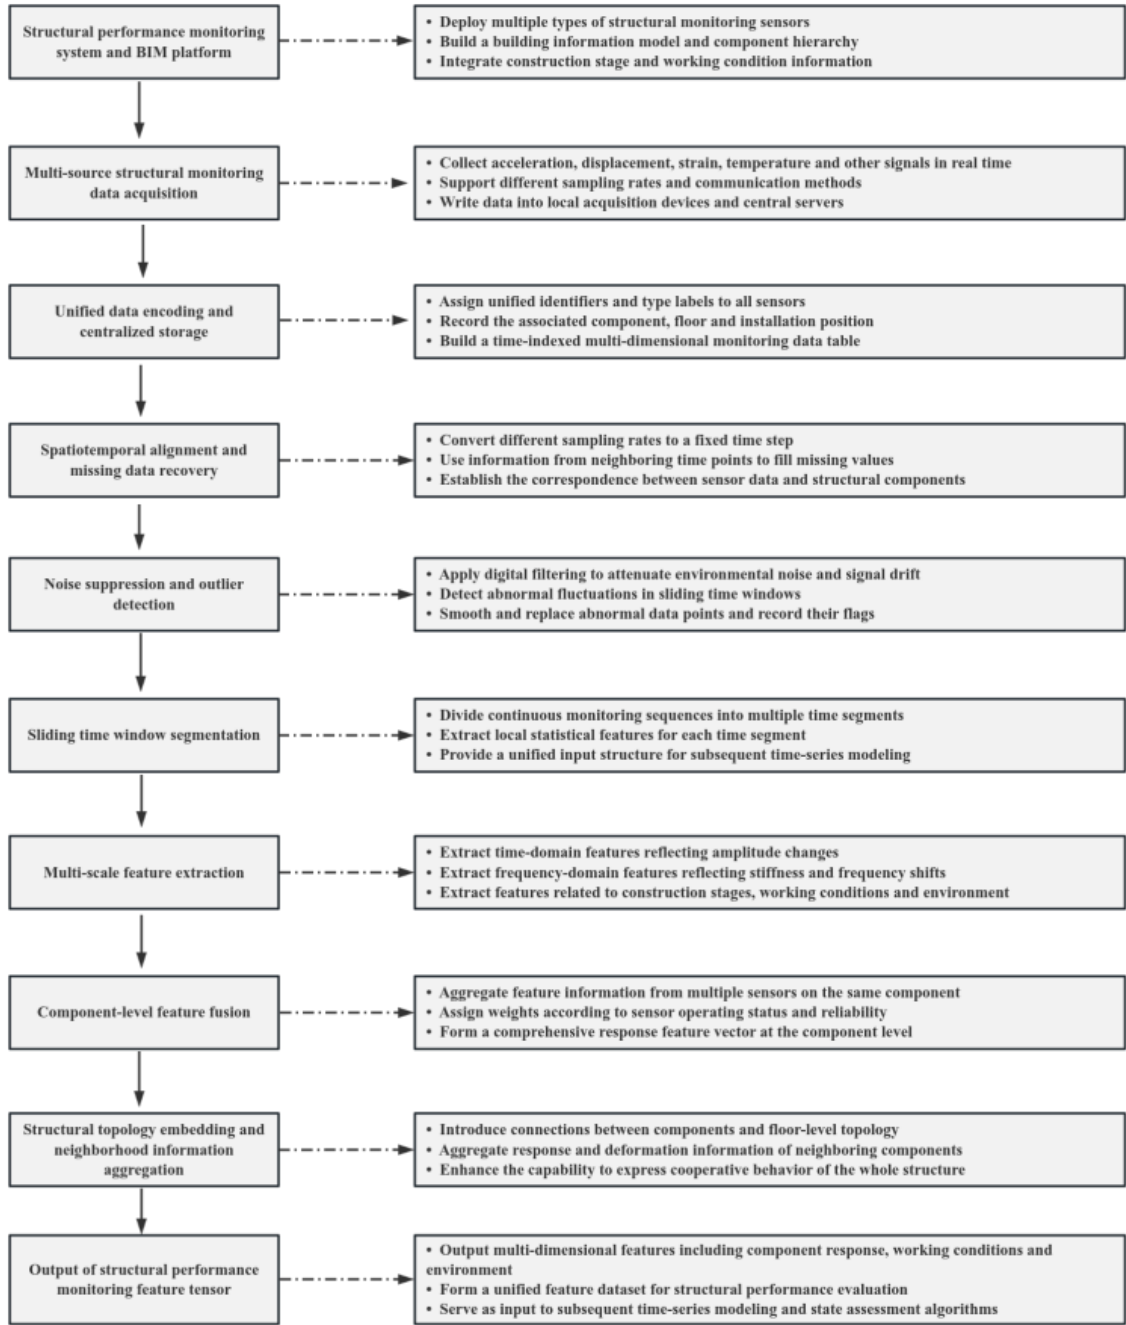 Structural performance monitoring
system and BIM platform
• Deploy multiple types of structural monitoring sensors
• Build a building information model and component hierarchy
• Integrate construction stage and working condition information
Multi-source structural monitoring
data acquisition
• Collect acceleration, displacement, strain, temperature and other signals in real time
• Support different sampling rates and communication methods
• Write data into local acquisition devices and central servers
Unified data encoding and
centralized storage
• Assign unified identifiers and type labels to all sensors
• Record the associated component, floor and installation position
• Build a time-indexed multi-dimensional monitoring data table
Spatiotemporal alignment and
missing data recovery
• Convert different sampling rates to a fixed time step
• Use information from neighboring time points to fill missing values
• Establish the correspondence between sensor data and structural components
Noise suppression and outlier
detection
• Apply digital filtering to attenuate environmental noise and signal drift
• Detect abnormal fluctuations in sliding time windows
• Smooth and replace abnormal data points and record their flags
Sliding time window segmentation
• Divide continuous monitoring sequences into multiple time segments
• Extract local statistical features for each time segment
• Provide a unified input structure for subsequent time-series modeling
Multi-scale feature extraction
• Extract time-domain features reflecting amplitude changes
• Extract frequency-domain features reflecting stiffness and frequency shifts
• Extract features related to construction stages, working conditions and environment
Component-level feature fusion
• Aggregate feature information from multiple sensors on the same component
• Assign weights according to sensor operating status and reliability
• Form a comprehensive response feature vector at the component level
Structural topology embedding and
neighborhood information
aggregation
• Introduce connections between components and floor-level topology
• Aggregate response and deformation information of neighboring components
• Enhance the capability to express cooperative behavior of the whole structure
Output of structural performance
monitoring feature tensor
• Output multi-dimensional features including component response, working conditions and
environment
• Form a unified feature dataset for structural performance evaluation
• Serve as input to subsequent time-series modeling and state assessment algorithms